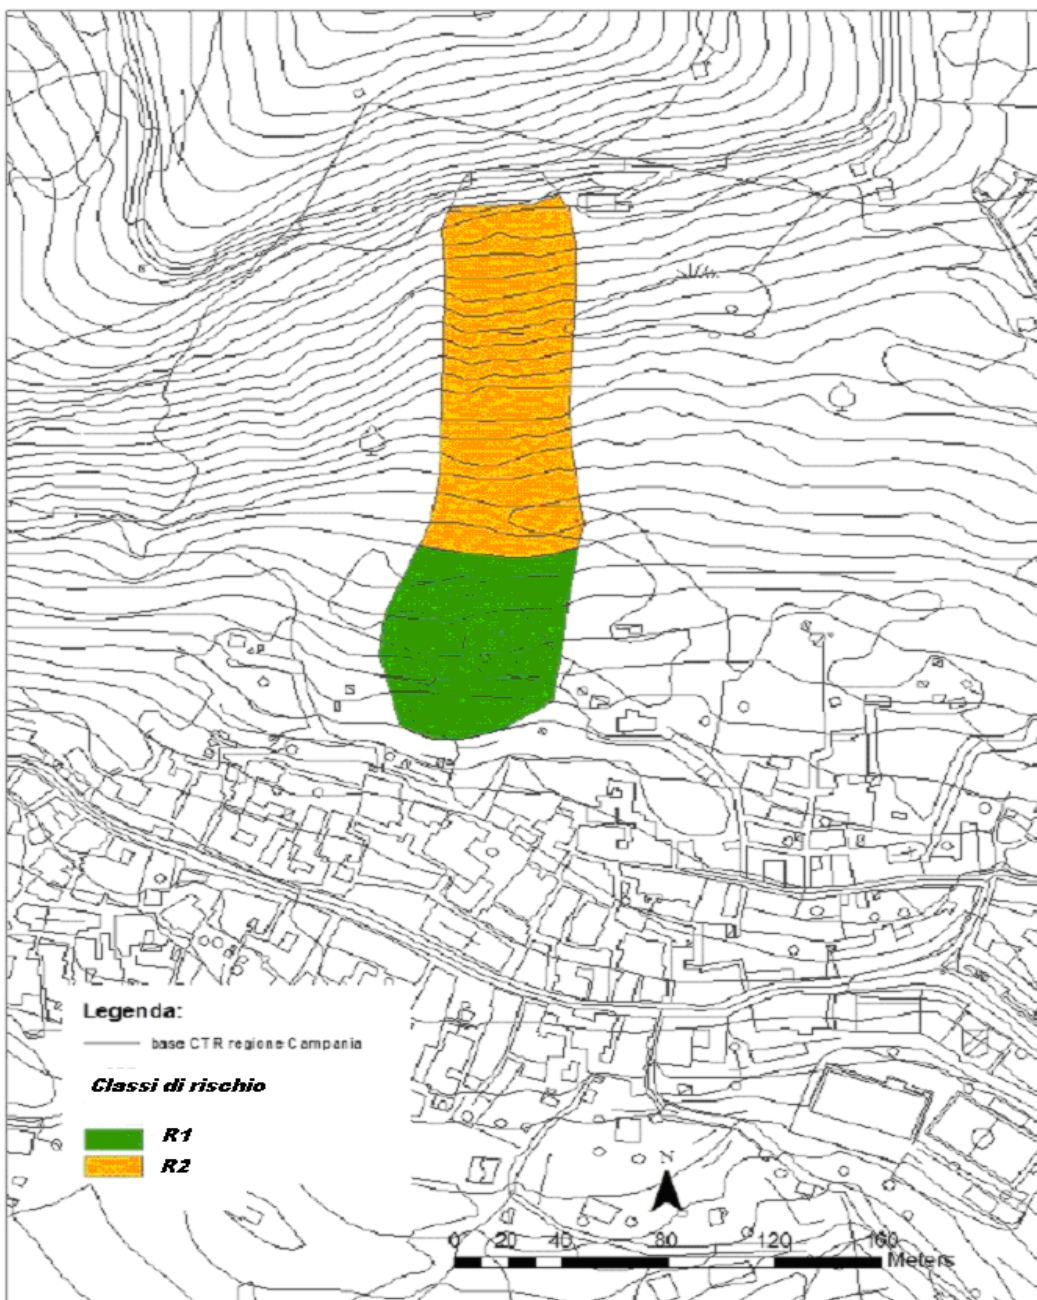 Legenda:
base CTR regione Campania
Classi di rischio
R1
R2
N
0 20 40 80 120 160
Meters